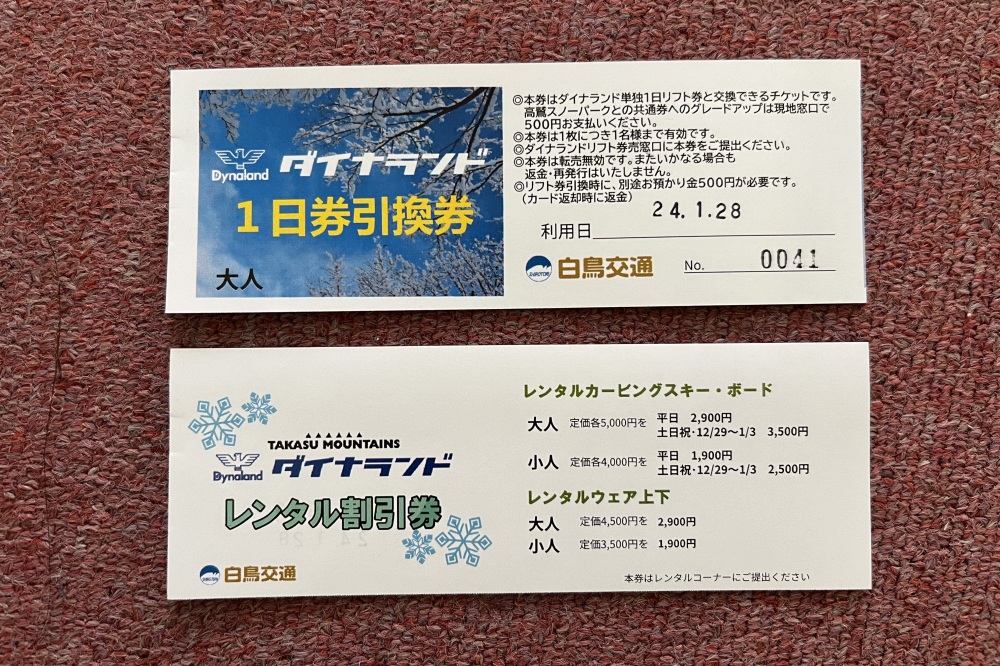 Dynaland
ダイナランド
1日券引換券
大人
◎本券はダイナランド単独1日リフト券と交換できるチケットです。
高鷲スノーパークとの共通券へのグレードアップは現地窓口で
500円お支払いください。
◎本券は1枚につき1名様まで有効です。
◎ダイナランドリフト券売窓口に本券をご提出ください。
◎本券は転売無効です。またいかなる場合も
返金・再発行はいたしません。
◎リフト券引換時に、別途お預かり金500円が必要です。
(カード返却時に返金)
24.1.28
利用日
白鳥交通
No. 0041
TAKASU MOUNTAINS
Dynaland
ダイナランド
レンタル割引券
白鳥交通
レンタルカービングスキー・ボード
大人 定価各5,000円を 平日 2,900円
土日祝・12/29〜1/3 3,500円
小人 定価各4,000円を 平日 1,900円
土日祝・12/29〜1/3 2,500円
レンタルウェア上下
大人 定価4,500円を 2,900円
小人 定価3,500円を 1,900円
本券はレンタルコーナーにご提出ください